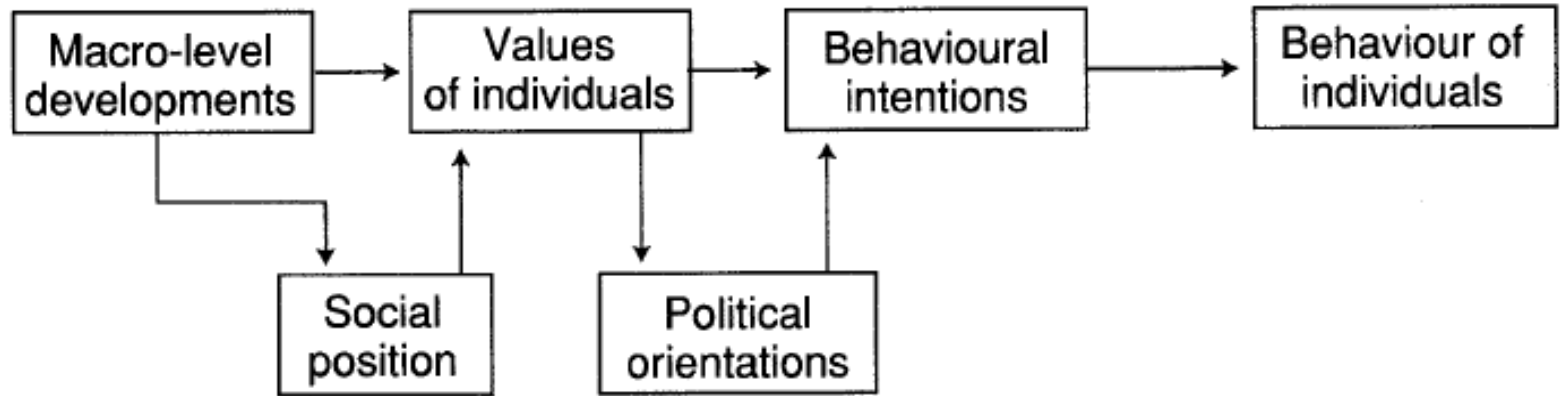 Macro-level
developments
Values
of individuals
Behavioural
intentions
Behaviour of
individuals
Social
position
Political
orientations